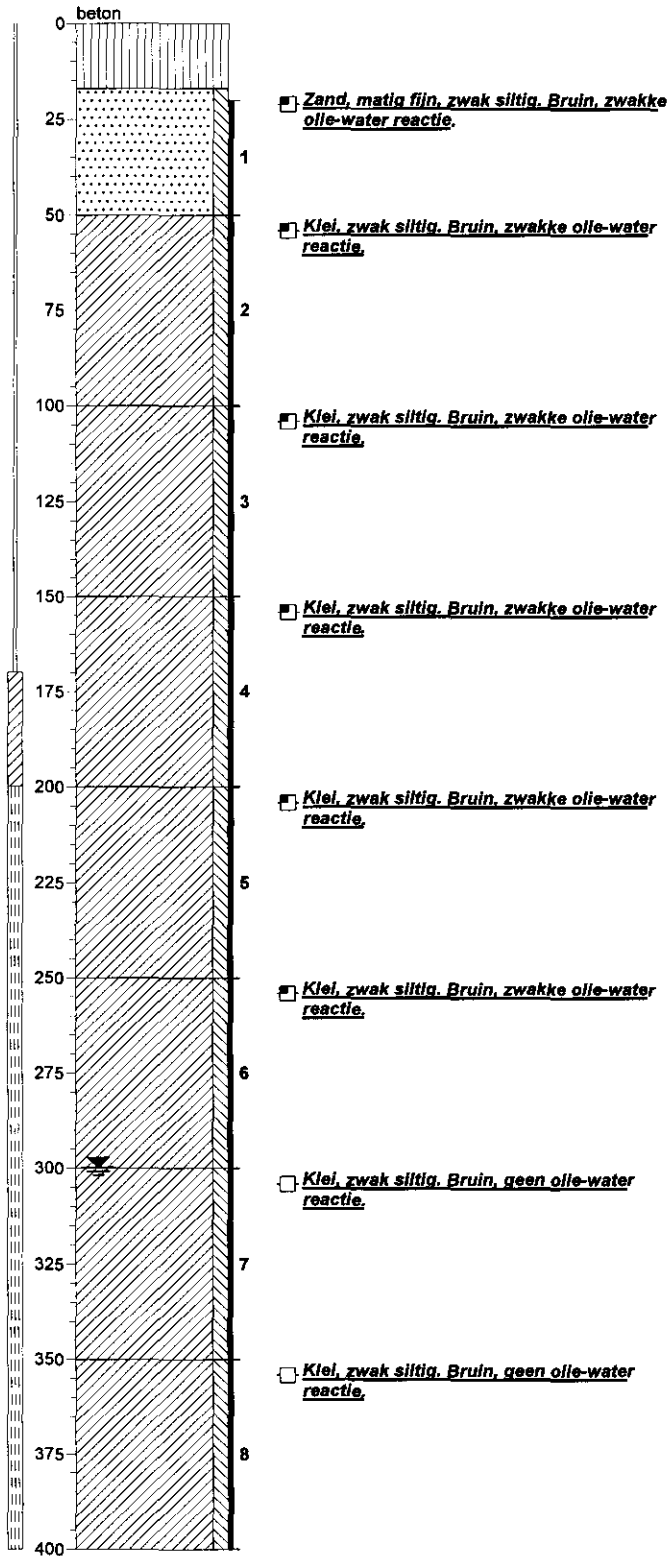 beton
0
Zand, matig fijn, zwak siltig. Bruin, zwakke
olie-water reactie.
25
1
50
Klei, zwak siltig. Bruin, zwakke olie-water
reactie.
75
2
100
Klei, zwak siltig. Bruin, zwakke olie-water
reactie.
125
3
150
Klei, zwak siltig. Bruin, zwakke olie-water
reactie.
175
4
200
Klei, zwak siltig. Bruin, zwakke olie-water
reactie.
225
5
250
Klei, zwak siltig. Bruin, zwakke olie-water
reactie.
275
6
300
Klei, zwak siltig. Bruin, geen olie-water
reactie.
325
7
350
Klei, zwak siltig. Bruin, geen olie-water
reactie.
375
8
400